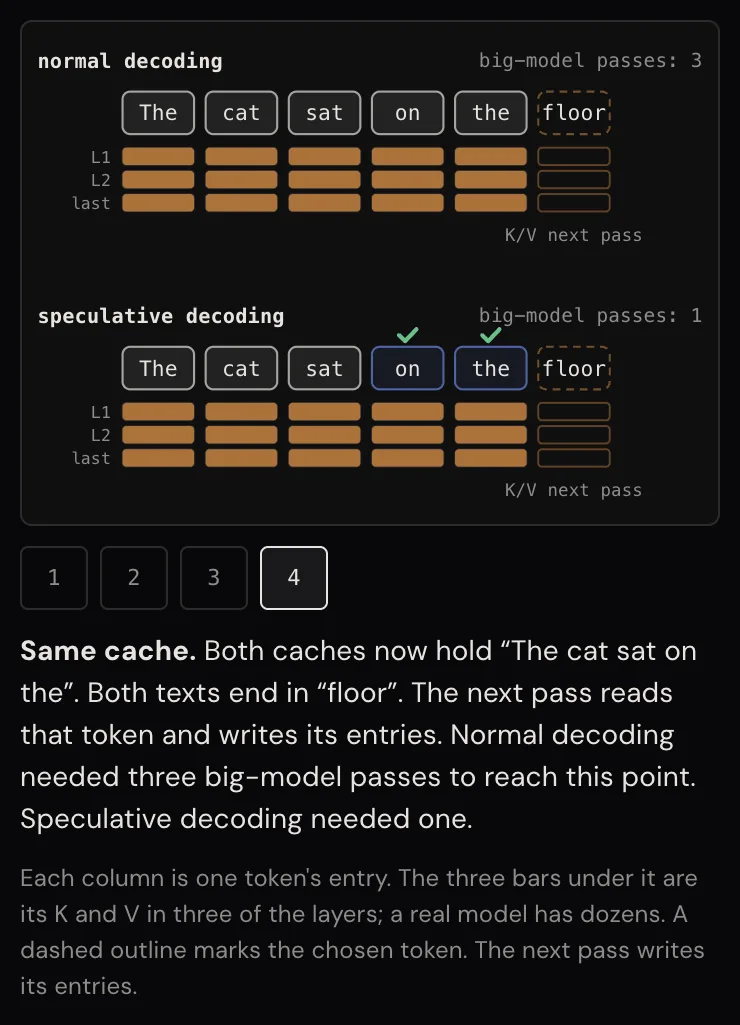 normal decoding big-model passes: 3
The cat sat on the floor
L1
L2
last
K/V next pass
speculative decoding big-model passes: 1
The cat sat on the floor
L1
L2
last
K/V next pass
1 2 3 4
Same cache. Both caches now hold “The cat sat on
the”. Both texts end in “floor”. The next pass reads
that token and writes its entries. Normal decoding
needed three big-model passes to reach this point.
Speculative decoding needed one.
Each column is one token's entry. The three bars under it are
its K and V in three of the layers; a real model has dozens. A
dashed outline marks the chosen token. The next pass writes
its entries.